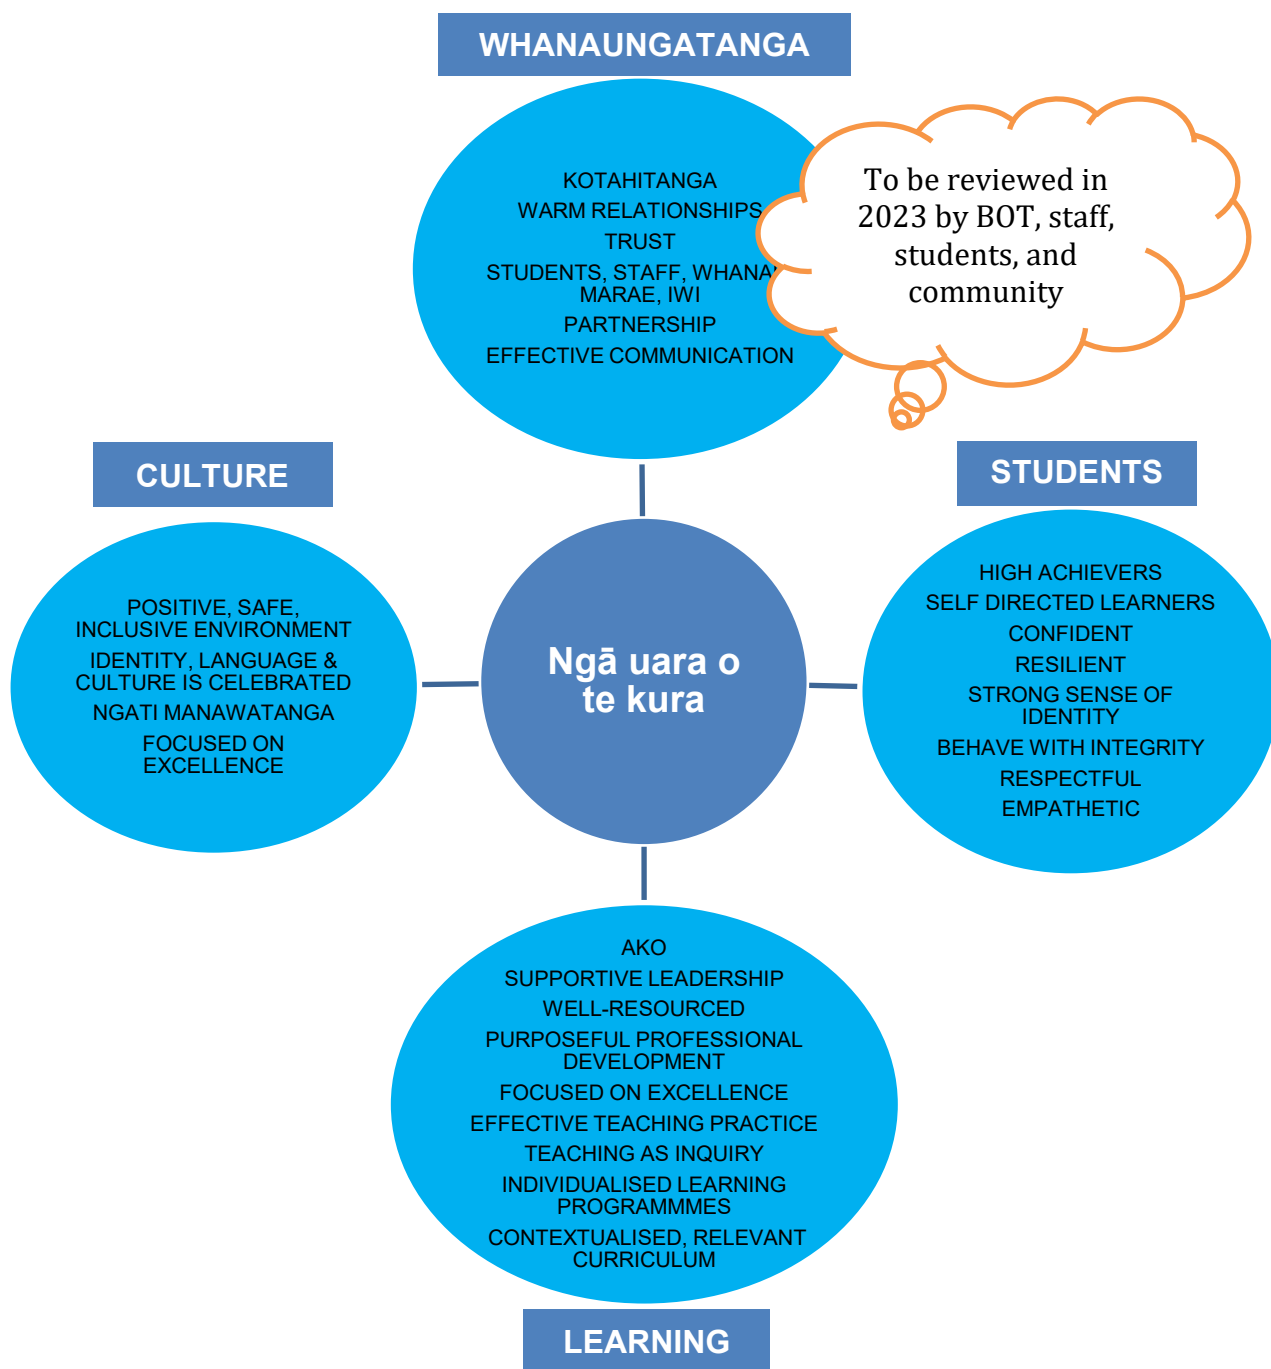 WHANAUNGATANGA
KOTAHITANGA
WARM RELATIONSHIPS
TRUST
STUDENTS, STAFF, WHANA
MARAE, IWI
PARTNERSHIP
EFFECTIVE COMMUNICATION
To be reviewed in
2023 by BOT, staff,
students, and
community
CULTURE
POSITIVE, SAFE,
INCLUSIVE ENVIRONMENT
IDENTITY, LANGUAGE &
CULTURE IS CELEBRATED
NGATI MANAWATANGA
FOCUSED ON
EXCELLENCE
Ngā uara o
te kura
STUDENTS
HIGH ACHIEVERS
SELF DIRECTED LEARNERS
CONFIDENT
RESILIENT
STRONG SENSE OF
IDENTITY
BEHAVE WITH INTEGRITY
RESPECTFUL
EMPATHETIC
AKO
SUPPORTIVE LEADERSHIP
WELL-RESOURCED
PURPOSEFUL PROFESSIONAL
DEVELOPMENT
FOCUSED ON EXCELLENCE
EFFECTIVE TEACHING PRACTICE
TEACHING AS INQUIRY
INDIVIDUALISED LEARNING
PROGRAMMMES
CONTEXTUALISED, RELEVANT
CURRICULUM
LEARNING